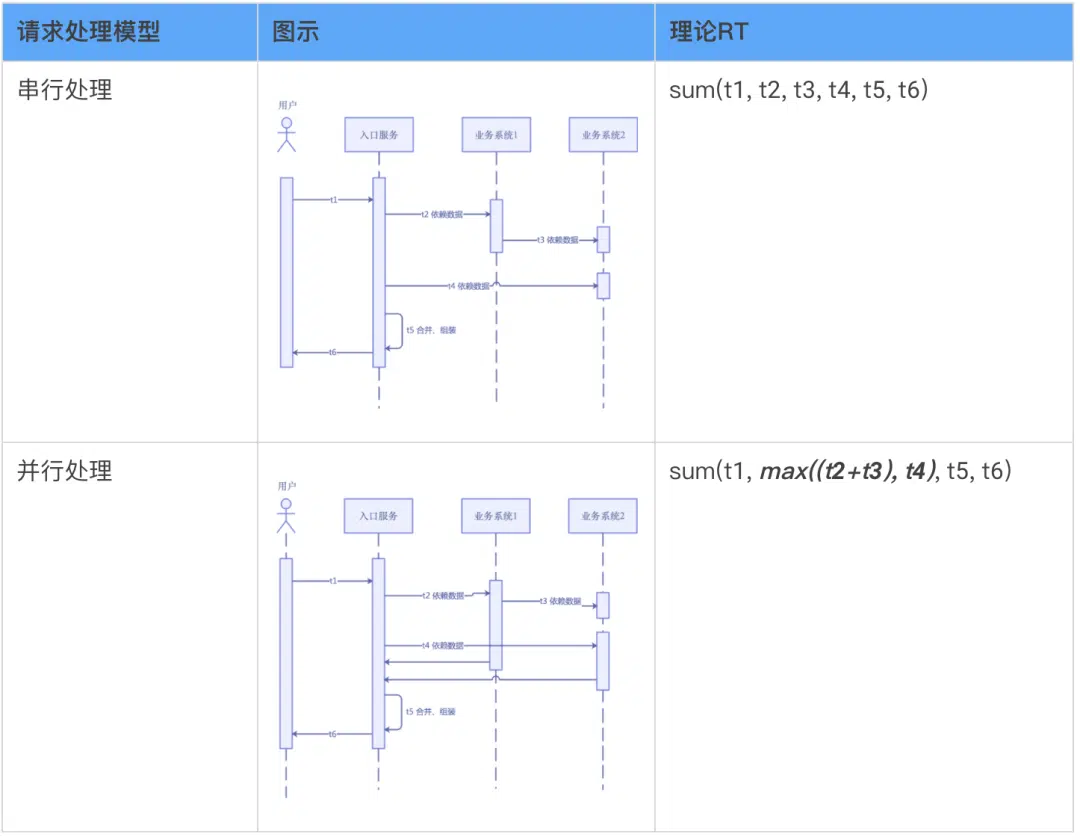 请求处理模型
图示
理论RT
串行处理
sum(t1, t2, t3, t4, t5, t6)
用户
入口服务
业务系统1
业务系统2
t1
t2 依赖数据
t3 依赖数据
t4 依赖数据
t5 合并、组装
t6
并行处理
sum(t1, max((t2+t3), t4), t5, t6)
用户
入口服务
业务系统1
业务系统2
t1
t2 依赖数据
t3 依赖数据
t4 依赖数据
t5 合并、组装
t6